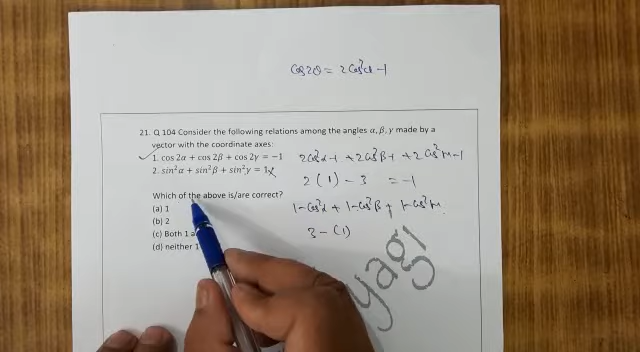 cos2θ = 2cos²α-1
21. Q 104 Consider the following relations among the angles α, β, γ made by a
vector with the coordinate axes:
1. cos 2α + cos 2β + cos 2γ = −1
2. sin²α + sin²β + sin²γ = 1
2cos²α-1 + 2cos²β-1 + 2cos²γ-1
2(1) - 3 = -1
Which of the above is/are correct?
(a) 1
(b) 2
(c) Both 1 a
(d) neither 1
1-cos²α + 1-cos²β + 1-cos²γ
3-(1)
yagi